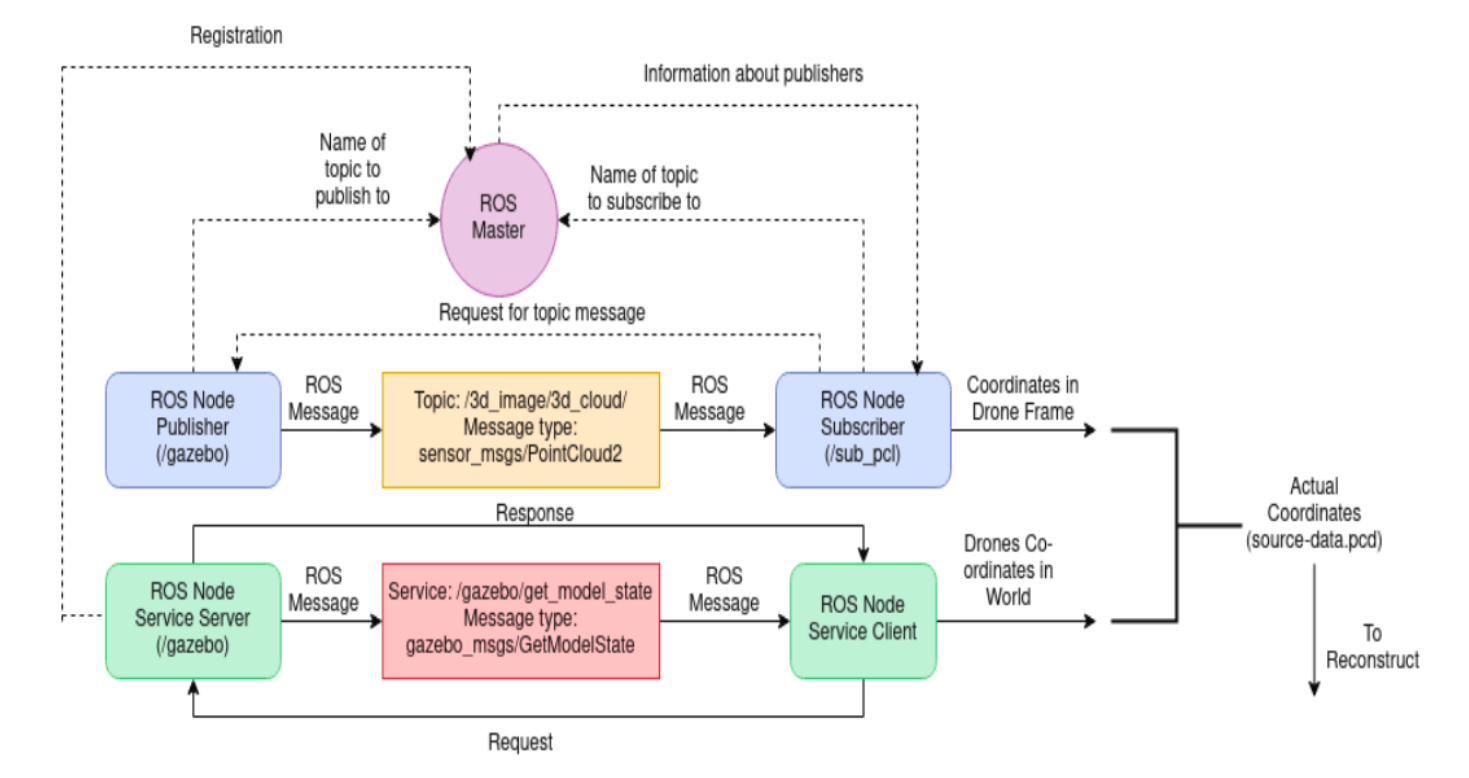 Registration
Information about publishers
Name of
topic to
publish to
Name of topic
to subscribe to
ROS
Master
Request for topic message
ROS Node
Publisher
(/gazebo)
ROS
Message
Topic: /3d_image/3d_cloud/
Message type:
sensor_msgs/PointCloud2
ROS
Message
ROS Node
Subscriber
(/sub_pcl)
Coordinates in
Drone Frame
Actual
Coordinates
(source-data.pcd)
Response
ROS Node
Service Server
(/gazebo)
ROS
Message
Service: /gazebo/get_model_state
Message type:
gazebo_msgs/GetModelState
ROS
Message
ROS Node
Service Client
Drones Co-
ordinates in
World
To
Reconstruct
Request